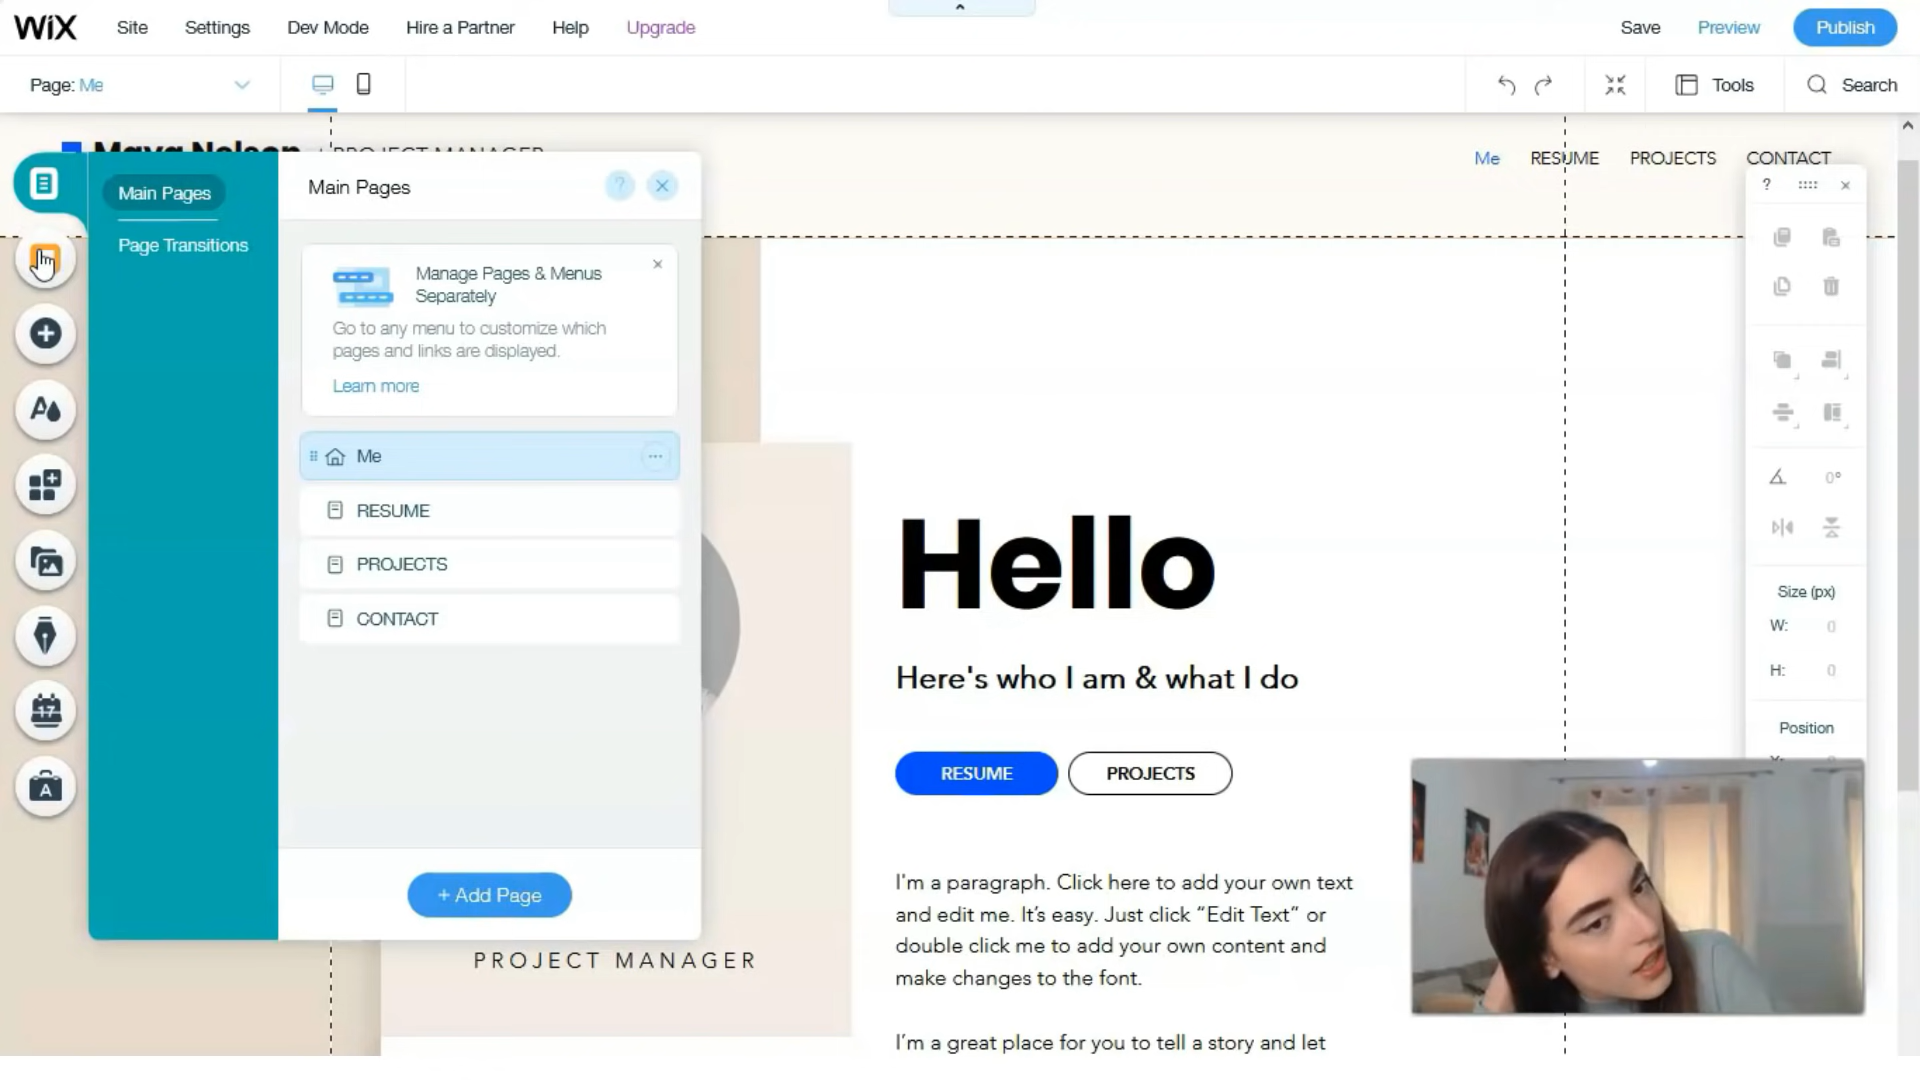 WiX
Site
Settings
Dev Mode
Hire a Partner
Help
Upgrade
Save
Preview
Publish
Page: Me
Tools
Search
Maya Nelson
PROJECT MANAGER
Me
RESUME
PROJECTS
CONTACT
Main Pages
Page Transitions
Main Pages
?
Manage Pages & Menus
Separately
Go to any menu to customize which
pages and links are displayed.
Learn more
Me
RESUME
PROJECTS
CONTACT
+ Add Page
17
A
A
PROJECT MANAGER
Hello
Here's who I am & what I do
RESUME
PROJECTS
I'm a paragraph. Click here to add your own text
and edit me. It's easy. Just click “Edit Text” or
double click me to add your own content and
make changes to the font.
I'm a great place for you to tell a story and let
?
0°
Size (px)
W: 0
H: 0
Position